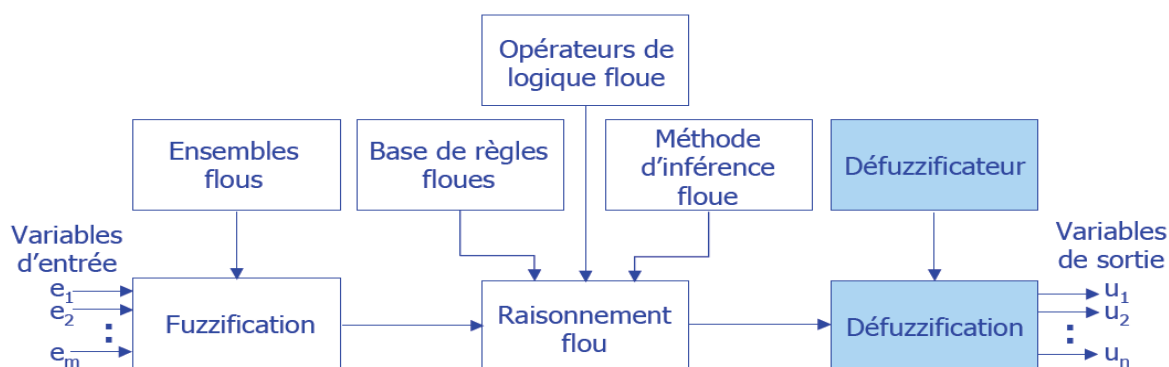 Opérateurs de
logique floue
Ensembles
flous
Base de règles
floues
Méthode
d'inférence
floue
Défuzzificateur
Variables
d'entrée
e1
e2
:
em
Fuzzification
Raisonnement
flou
Défuzzification
Variables
de sortie
u1
u2
:
un